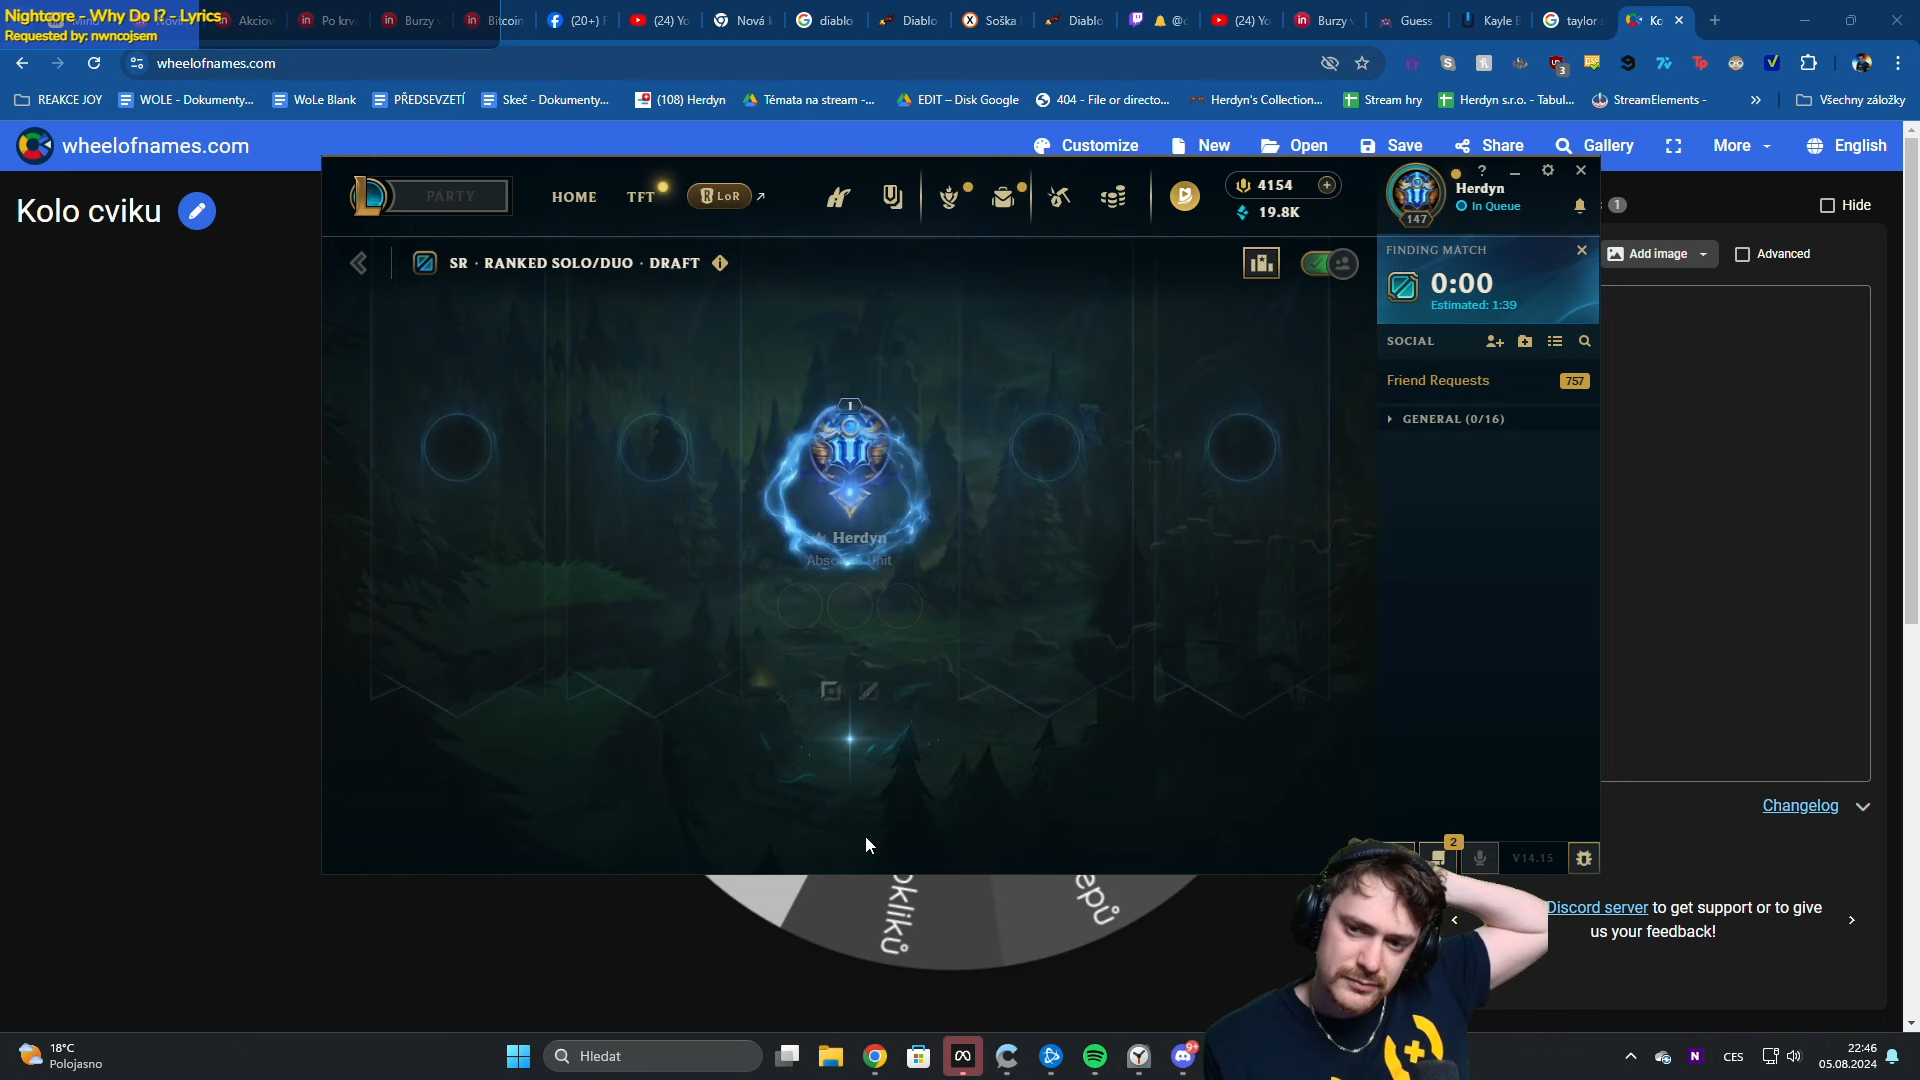 Nightcore - Why Do I? - Lyrics
Requested by: nwncojsem
Akciov
Po krv
Burzy v
Bitcoin
(20+) F
(24) Yo
Nová k
diablo
Diablo
Soška
Diablo
(24) Yo
Burzy v
Guess
Kayle B
taylor s
Kc
wheelofnames.com
REAKCE JOY
WOLE - Dokumenty...
WoLe Blank
PŘEDSEVZETÍ
Skeč - Dokumenty...
(108) Herdyn
Témata na stream -...
EDIT – Disk Google
404 - File or directo...
Herdyn's Collection...
Stream hry
Herdyn s.r.o. - Tabul...
StreamElements -
»
Všechny záložky
wheelofnames.com
Customize
New
Open
Save
Share
Gallery
More
English
Kolo cviku
1
Hide
Add image
Advanced
PARTY
HOME
TFT
LoR
4154
19.8K
Herdyn
In Queue
147
SR · RANKED SOLO/DUO · DRAFT
FINDING MATCH
0:00
Estimated: 1:39
SOCIAL
Friend Requests
757
GENERAL (0/16)
Herdyn
2
V14.15
Changelog
Discord server to get support or to give
us your feedback!
18°C
Polojasno
Hledat
9+
CES
22:46
05.08.2024